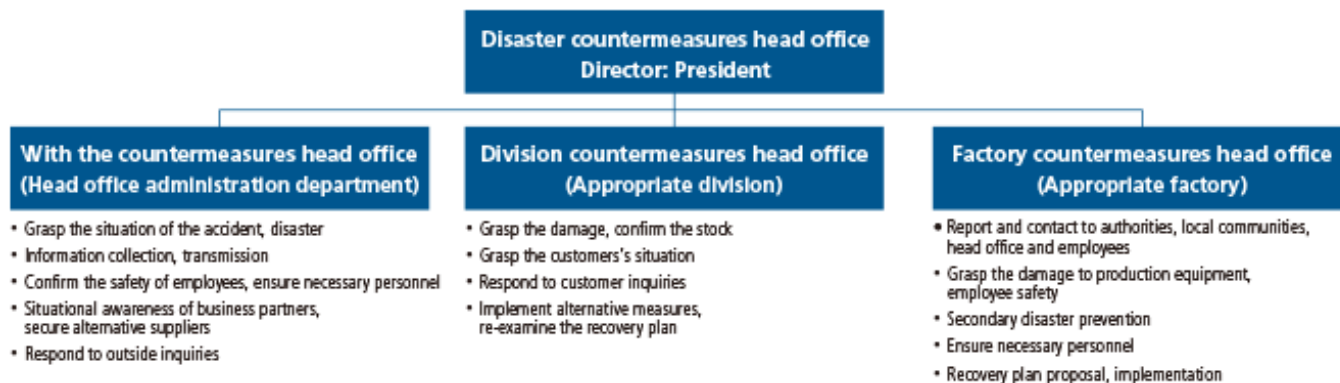 Disaster countermeasures head office
Director: President
With the countermeasures head office
(Head office administration department)
• Grasp the situation of the accident, disaster
• Information collection, transmission
• Confirm the safety of employees, ensure necessary personnel
• Situational awareness of business partners,
secure alternative suppliers
• Respond to outside inquiries
Division countermeasures head office
(Appropriate division)
• Grasp the damage, confirm the stock
• Grasp the customers's situation
• Respond to customer inquiries
• Implement alternative measures,
re-examine the recovery plan
Factory countermeasures head office
(Appropriate factory)
• Report and contact to authorities, local communities,
head office and employees
• Grasp the damage to production equipment,
employee safety
• Secondary disaster prevention
• Ensure necessary personnel
• Recovery plan proposal, implementation